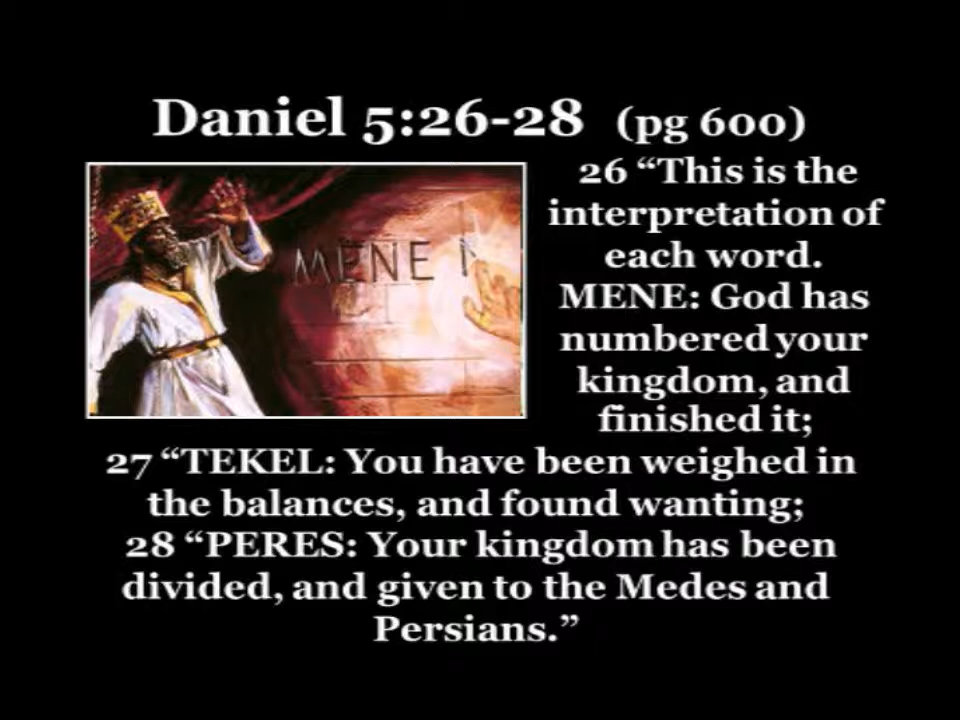 Daniel 5:26-28 (pg 600)
26 “This is the
interpretation of
each word.
MENE: God has
numbered your
kingdom, and
finished it;
MENE
27 “TEKEL: You have been weighed in
the balances, and found wanting;
28 “PERES: Your kingdom has been
divided, and given to the Medes and
Persians.”